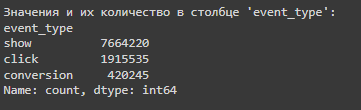 Значения и их количество в столбце 'event_type':
event_type
show 7664220
click 1915535
conversion 420245
Name: count, dtype: int64